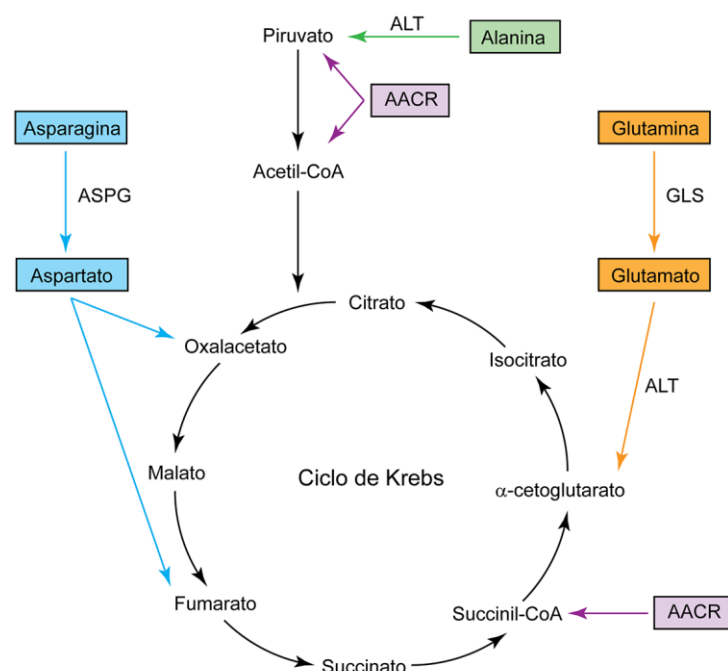 ALT
Piruvato
Alanina
AACR
Asparagina
Glutamina
Acetil-CoA
ASPG
GLS
Aspartato
Glutamato
Citrato
Oxalacetato
Isocitrato
ALT
Malato
Ciclo de Krebs
α-cetoglutarato
Fumarato
Succinil-CoA
AACR
Succinato